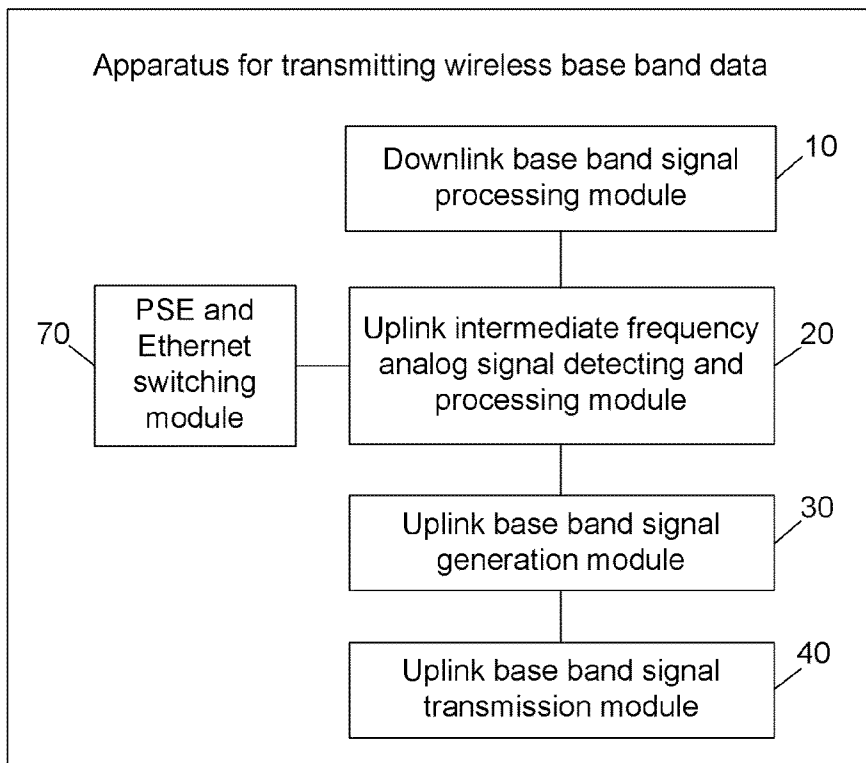 Apparatus for transmitting wireless base band data
10
Downlink base band signal
processing module
70
PSE and
Ethernet
switching
module
Uplink intermediate frequency
analog signal detecting and
processing module
20
Uplink base band signal
generation module
30
Uplink base band signal
transmission module
40